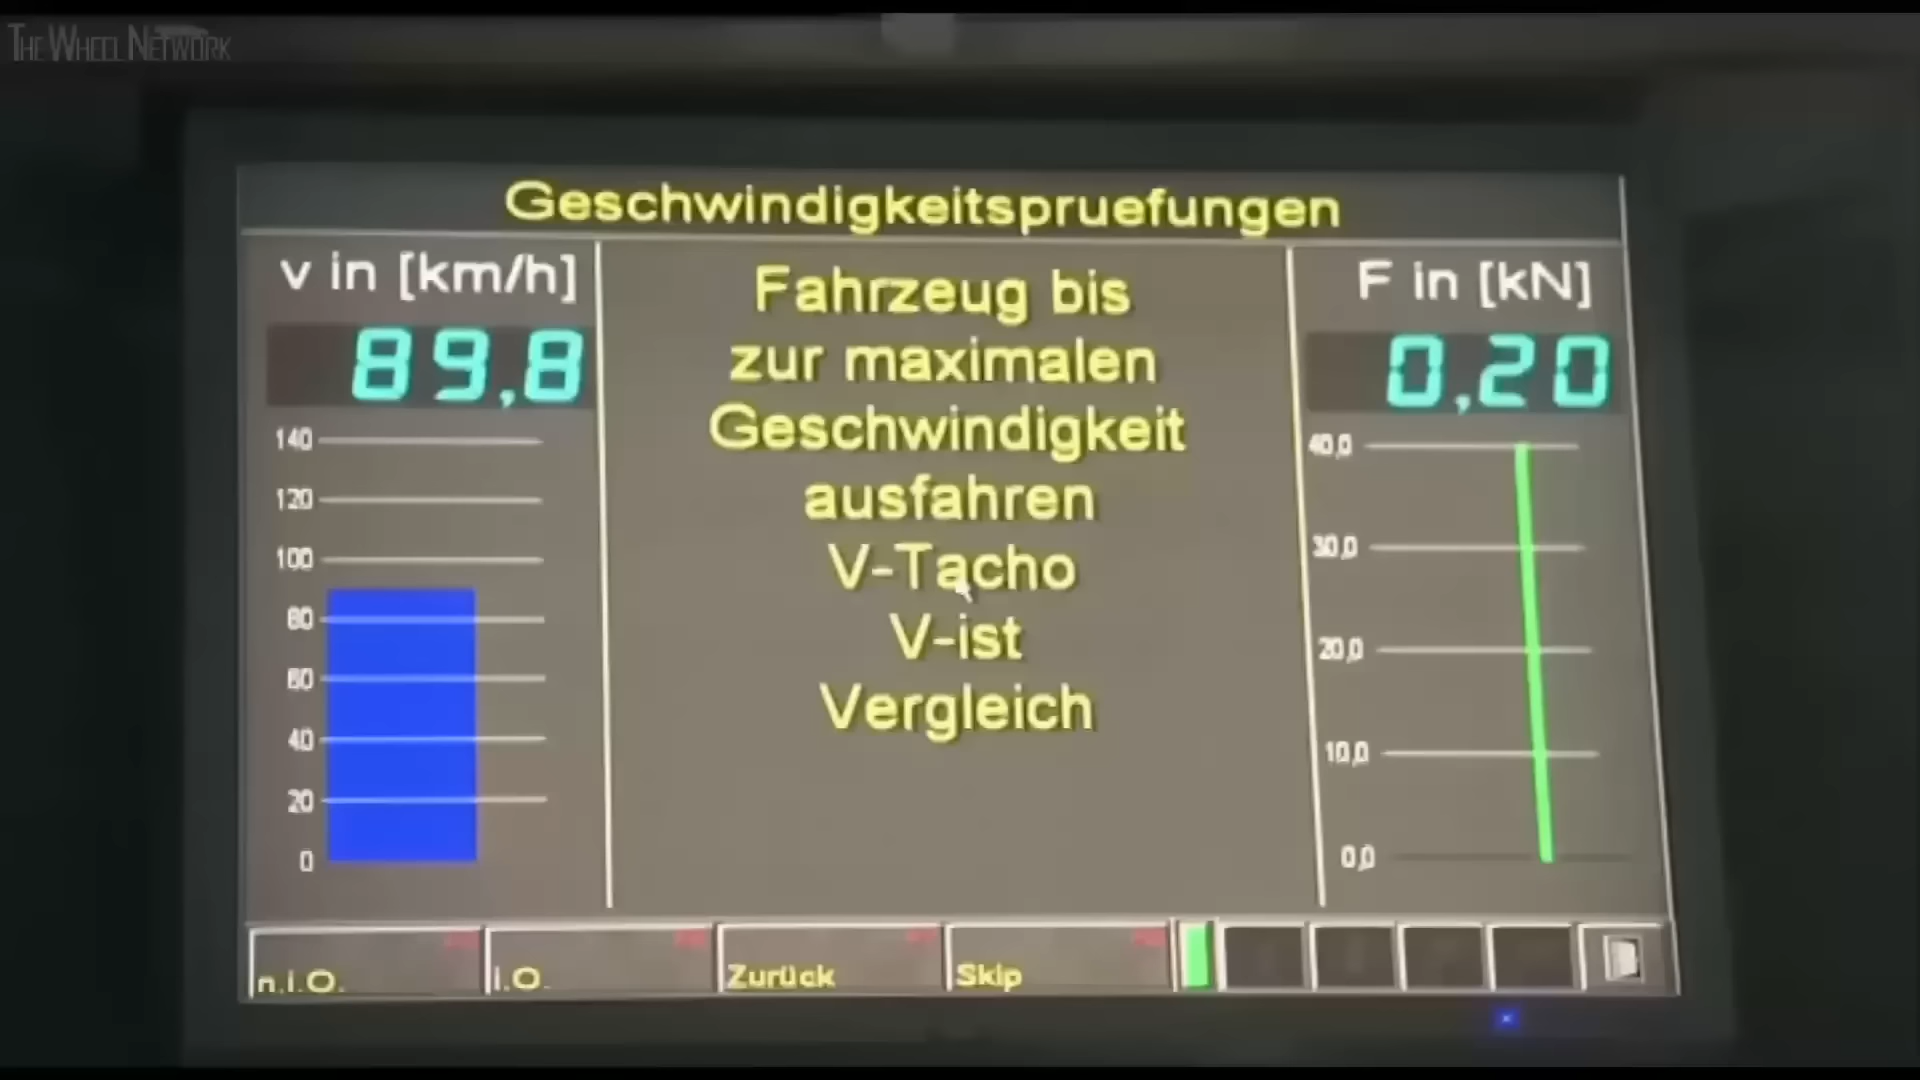 THE WHEEL NETWORK
Geschwindigkeitspruefungen
v in [km/h]
89,8
140
120
100
80
60
40
20
0
Fahrzeug bis
zur maximalen
Geschwindigkeit
ausfahren
V-Tacho
V-ist
Vergleich
F in [kN]
0,20
40,0
30,0
20,0
10,0
0,0
n.i.O.
i.O.
Zurück
Skip